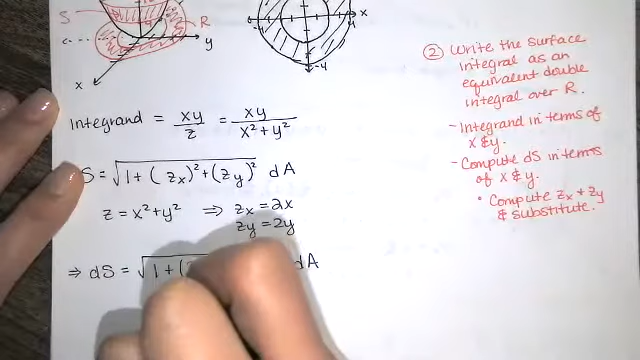 S
R
x
y
x
-4
4
-4
② Write the surface
integral as an
equivalent double
integral over R.
- Integrand in terms of
x & y.
- Compute dS in terms
of x & y.
• Compute zx & zy
& substitute.
Integrand = xy/z = xy/x²+y²
S = √1+(zx)²+(zy)² dA
z = x²+y² ⇒ zx = 2x
zy = 2y
⇒ dS = √1+( dA